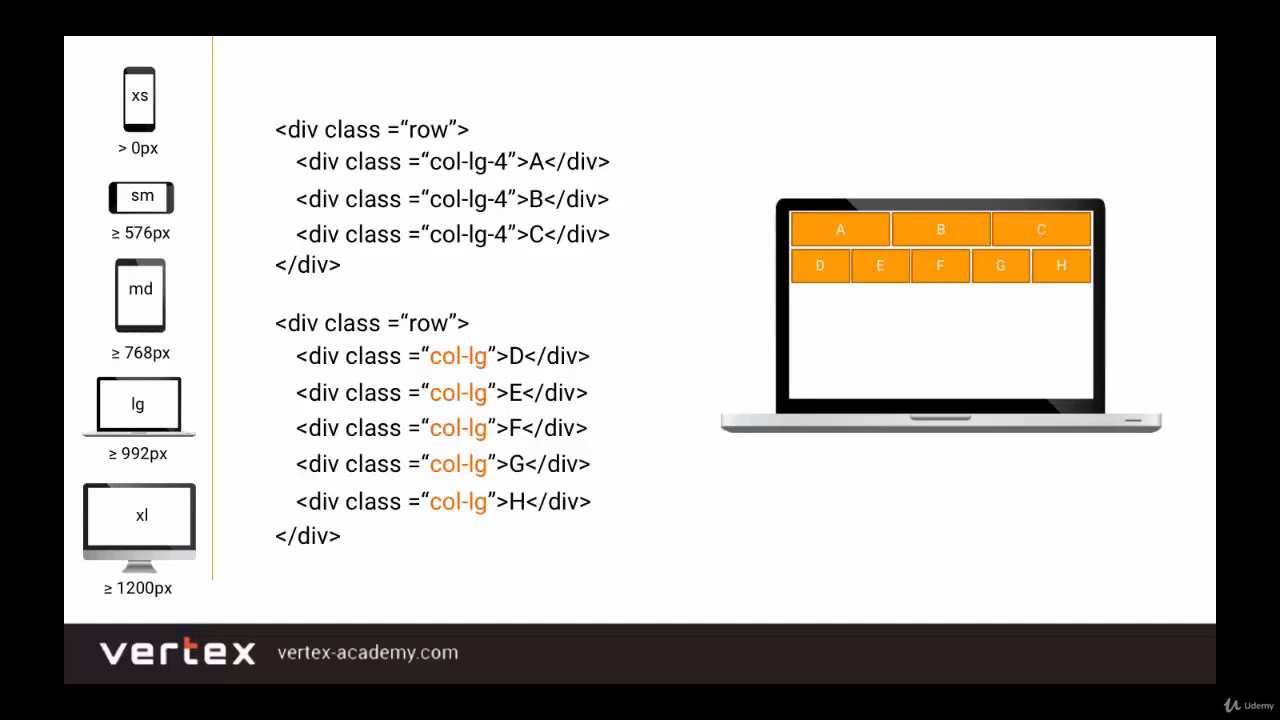 xs
> 0px
sm
≥ 576px
md
≥ 768px
lg
≥ 992px
xl
≥ 1200px
<div class =“row”>
<div class =“col-lg-4”>A</div>
<div class =“col-lg-4”>B</div>
<div class =“col-lg-4”>C</div>
</div>
<div class =“row”>
<div class =“col-lg”>D</div>
<div class =“col-lg”>E</div>
<div class =“col-lg”>F</div>
<div class =“col-lg”>G</div>
<div class =“col-lg”>H</div>
</div>
A B C
D E F G H
vertex vertex-academy.com
Udemy